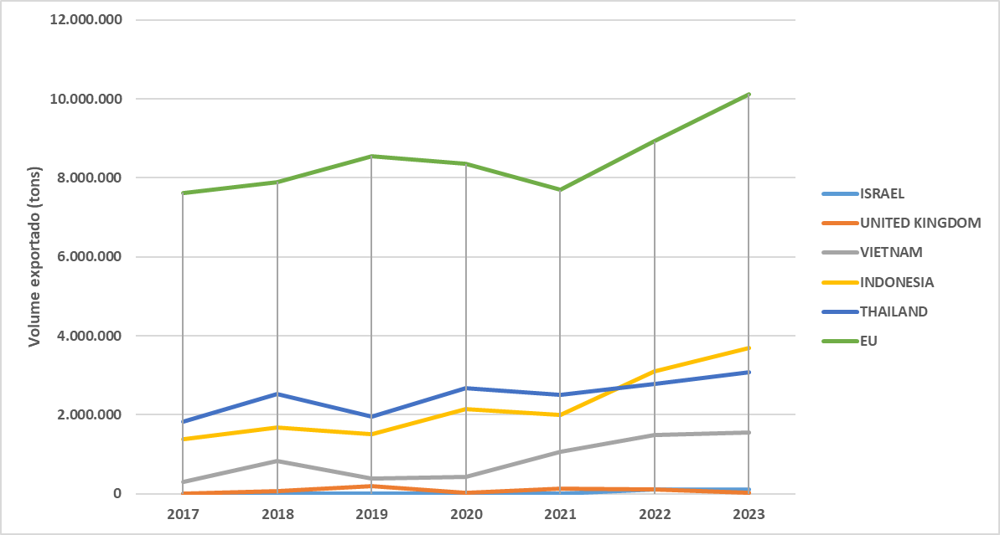 12.000.000
10.000.000
8.000.000
6.000.000
4.000.000
2.000.000
0
Volume exportado (tons)
2017 2018 2019 2020 2021 2022 2023
ISRAEL
UNITED KINGDOM
VIETNAM
INDONESIA
THAILAND
EU